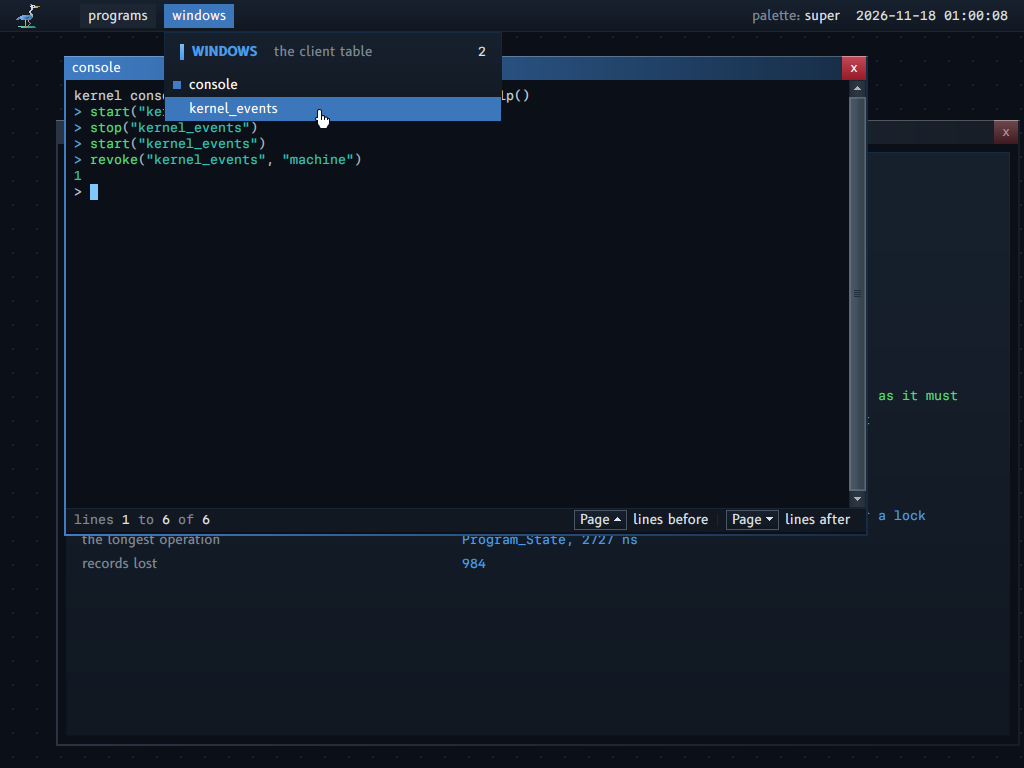 programs windows palette: super 2026-11-18 01:00:08
WINDOWS the client table 2
console x
console
kernel cons lp()
kernel_events
> start("ke
> stop("kernel_events")
x
> start("kernel_events")
> revoke("kernel_events", "machine")
1
>
as it must
a lock
lines 1 to 6 of 6 Page lines before Page lines after
the longest operation Program_State, 2727 ns
records lost 984